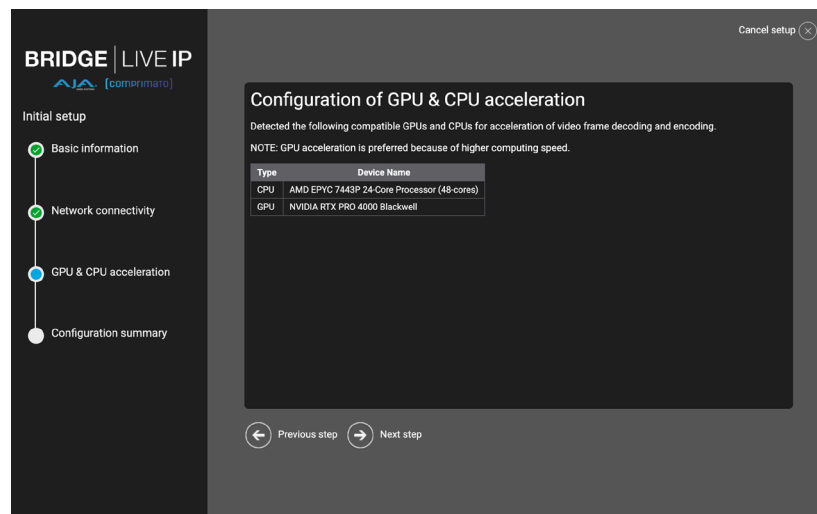 Cancel setup
BRIDGE LIVE IP
AJA [comprimato]
Initial setup
Basic information
Network connectivity
GPU & CPU acceleration
Configuration summary
Configuration of GPU & CPU acceleration
Detected the following compatible GPUs and CPUs for acceleration of video frame decoding and encoding.
NOTE: GPU acceleration is preferred because of higher computing speed.
Type Device Name
CPU AMD EPYC 7443P 24-Core Processor (48-cores)
GPU NVIDIA RTX PRO 4000 Blackwell
Previous step Next step